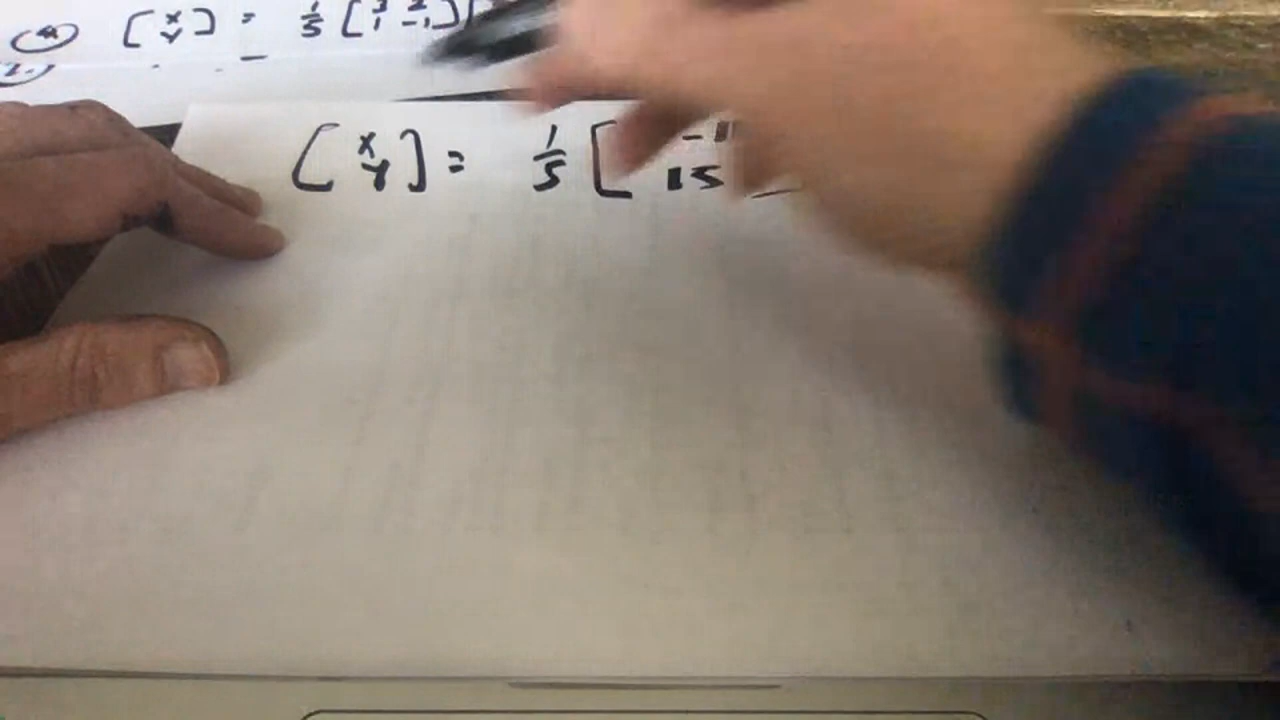 [x y] = 1/5 [3 2 1 -1] [
[x y] = 1/5 [ -1 15